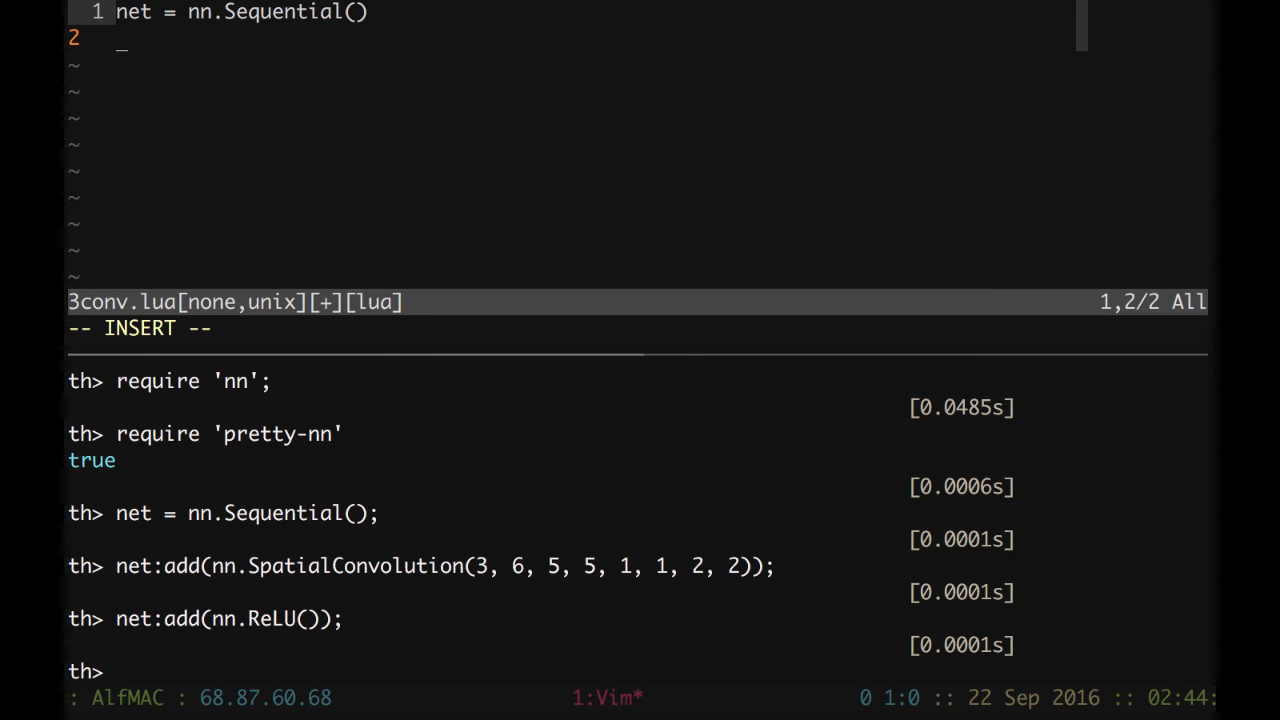 1 net = nn.Sequential()
2 _
~
~
~
~
~
~
~
~
~
3conv.lua[none,unix][+][lua] 1,2/2 All
-- INSERT --
th> require 'nn';
[0.0485s]
th> require 'pretty-nn'
true
[0.0006s]
th> net = nn.Sequential();
[0.0001s]
th> net:add(nn.SpatialConvolution(3, 6, 5, 5, 1, 1, 2, 2));
[0.0001s]
th> net:add(nn.ReLU());
[0.0001s]
th>
: AlfMAC : 68.87.60.68 1:Vim* 0 1:0 :: 22 Sep 2016 :: 02:44: